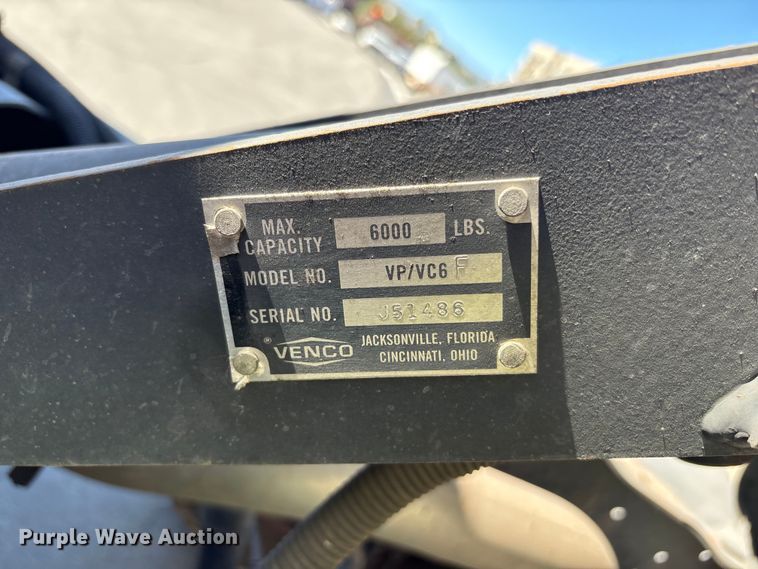 MAX. CAPACITY 6000 LBS.
MODEL NO. VP/VC6 F
SERIAL NO. J51486
® VENCO JACKSONVILLE, FLORIDA
CINCINNATI, OHIO
Purple Wave Auction